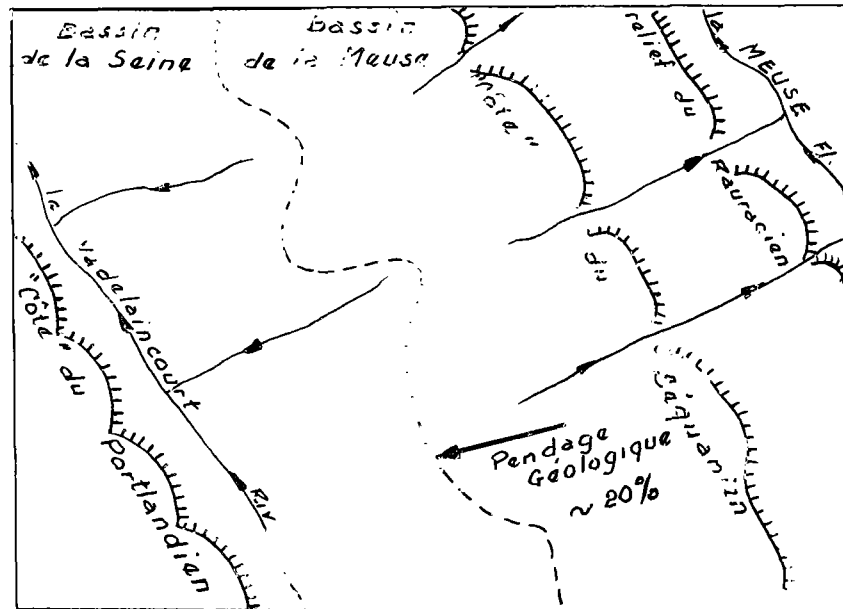 Bassin
de la Seine
bassin
de la Meuse
"Côte"
du
Séquanien
relief du
Rauracien
la MEUSE Fl.
la Vadelaincourt Riv
"Côte" du
Portlandien
Pendage
Géologique
~ 20%